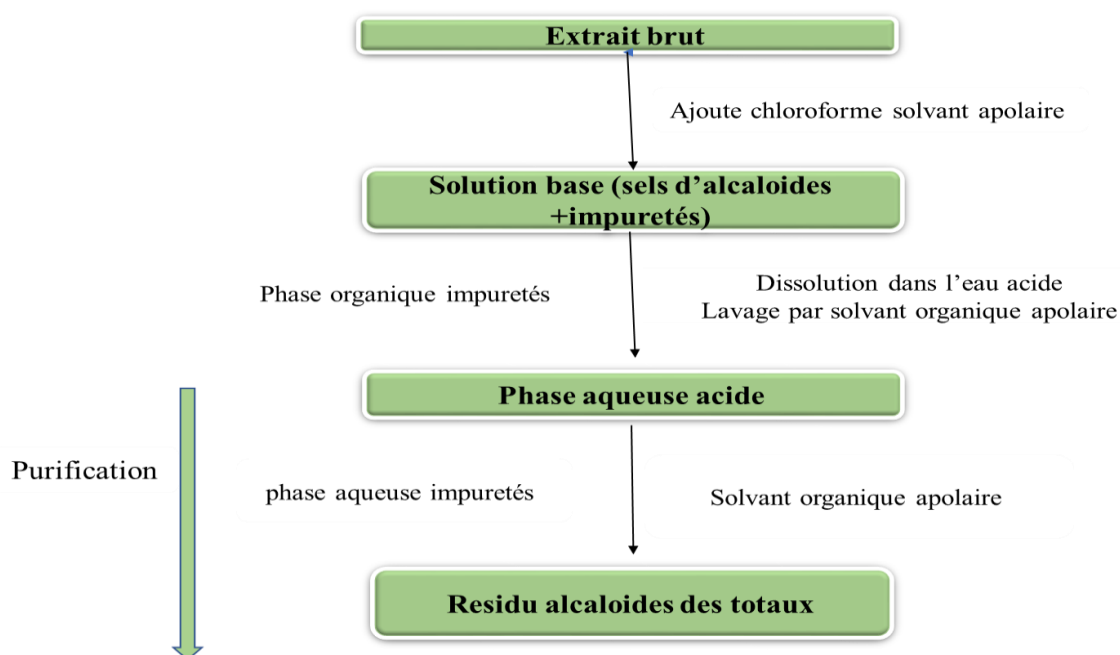 Extrait brut
Ajoute chloroforme solvant apolaire
Solution base (sels d’alcaloides
+impuretés)
Phase organique impuretés
Dissolution dans l’eau acide
Lavage par solvant organique apolaire
Phase aqueuse acide
Purification
phase aqueuse impuretés
Solvant organique apolaire
Residu alcaloides des totaux